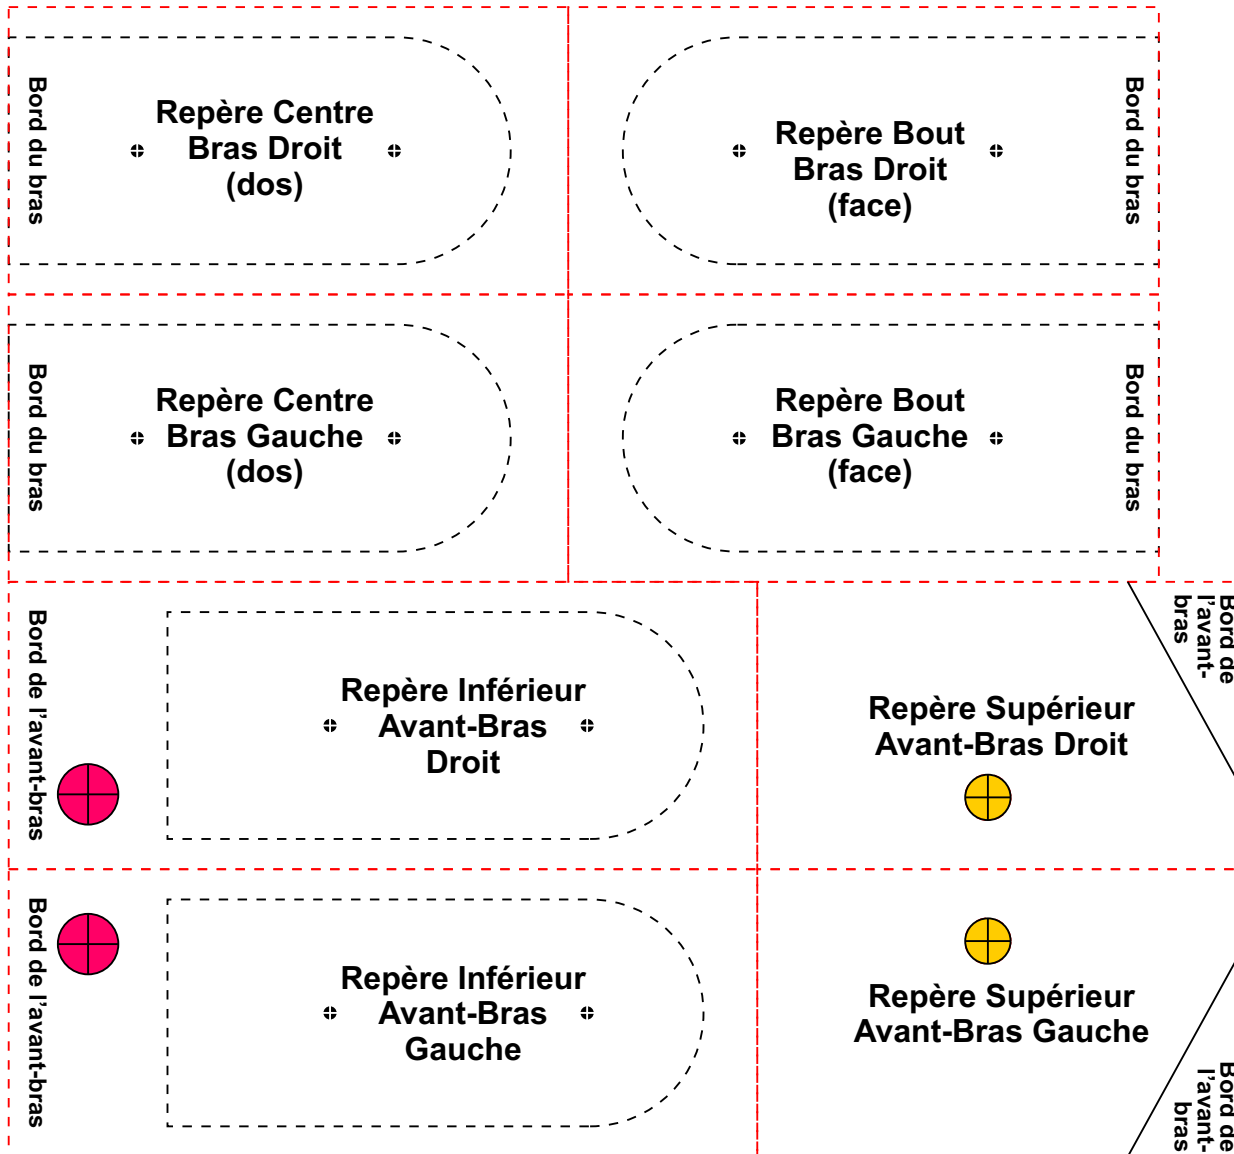 Bord du bras
Repère Centre
Bras Droit
(dos)
Repère Bout
Bras Droit
(face)
Bord du bras
Bord du bras
Repère Centre
Bras Gauche
(dos)
Repère Bout
Bras Gauche
(face)
Bord du bras
Bord de l'avant-bras
Repère Inférieur
Avant-Bras
Droit
Repère Supérieur
Avant-Bras Droit
Bord de
l'avant-
bras
Bord de l'avant-bras
Repère Inférieur
Avant-Bras
Gauche
Repère Supérieur
Avant-Bras Gauche
Bord de
l'avant-
bras